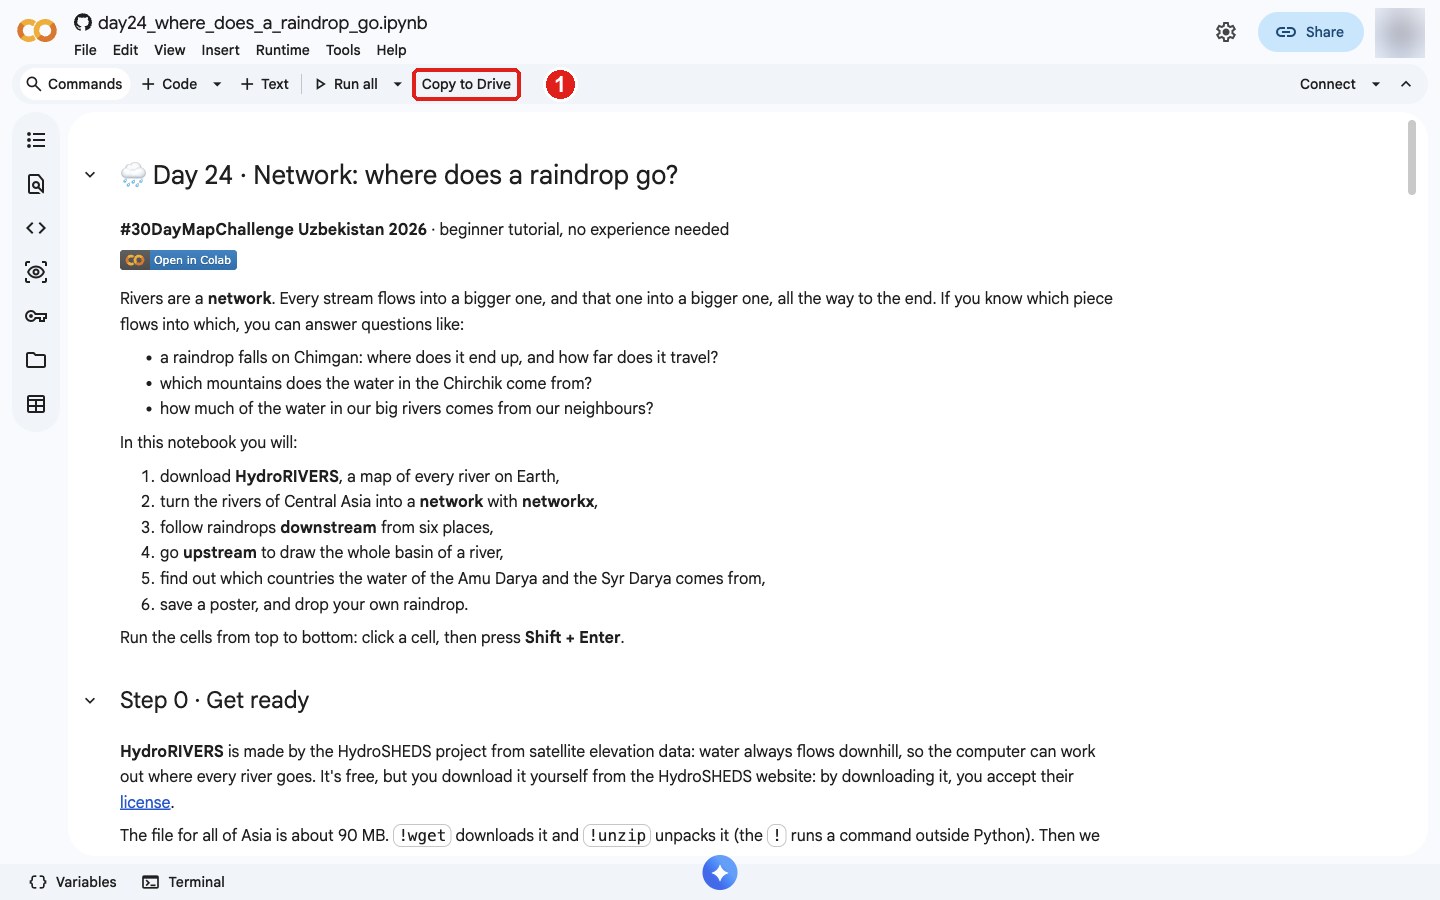 day24_where_does_a_raindrop_go.ipynb
File Edit View Insert Runtime Tools Help
Share
Commands + Code + Text Run all Copy to Drive 1 Connect
🌧️ Day 24 · Network: where does a raindrop go?
#30DayMapChallenge Uzbekistan 2026 · beginner tutorial, no experience needed
Open in Colab
Rivers are a network. Every stream flows into a bigger one, and that one into a bigger one, all the way to the end. If you know which piece
flows into which, you can answer questions like:
• a raindrop falls on Chimgan: where does it end up, and how far does it travel?
• which mountains does the water in the Chirchik come from?
• how much of the water in our big rivers comes from our neighbours?
In this notebook you will:
1. download HydroRIVERS, a map of every river on Earth,
2. turn the rivers of Central Asia into a network with networkx,
3. follow raindrops downstream from six places,
4. go upstream to draw the whole basin of a river,
5. find out which countries the water of the Amu Darya and the Syr Darya comes from,
6. save a poster, and drop your own raindrop.
Run the cells from top to bottom: click a cell, then press Shift + Enter.
Step 0 · Get ready
HydroRIVERS is made by the HydroSHEDS project from satellite elevation data: water always flows downhill, so the computer can work
out where every river goes. It's free, but you download it yourself from the HydroSHEDS website: by downloading it, you accept their
license.
The file for all of Asia is about 90 MB. !wget downloads it and !unzip unpacks it (the ! runs a command outside Python). Then we
Variables Terminal